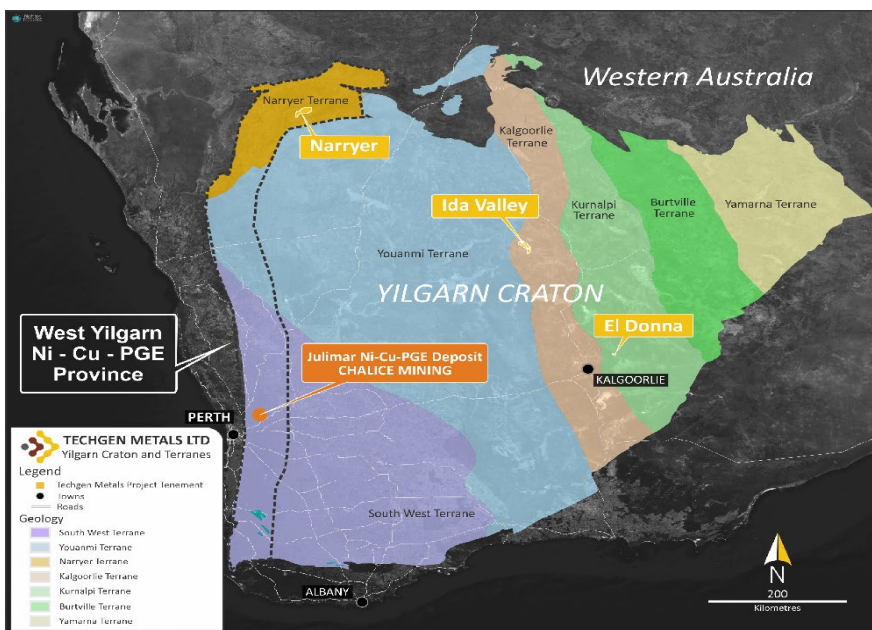 Western Australia
Narryer Terrane
Narryer
Kalgoorlie
Terrane
Ida Valley
Kurnalpi
Terrane
Burtville
Terrane
Yamarna Terrane
Youanmi Terrane
YILGARN CRATON
West Yilgarn
Ni - Cu - PGE
Province
El Donna
Julimar Ni-Cu-PGE Deposit
CHALICE MINING
KALGOORLIE
PERTH
South West Terrane
ALBANY
TECHGEN METALS LTD
Yilgarn Craton and Terranes
Legend
Techgen Metals Project Tenement
Towns
Roads
Geology
South West Terrane
Youanmi Terrane
Narryer Terrane
Kalgoorlie Terrane
Kurnalpi Terrane
Burtville Terrane
Yamarna Terrane
N
200
Kilometres